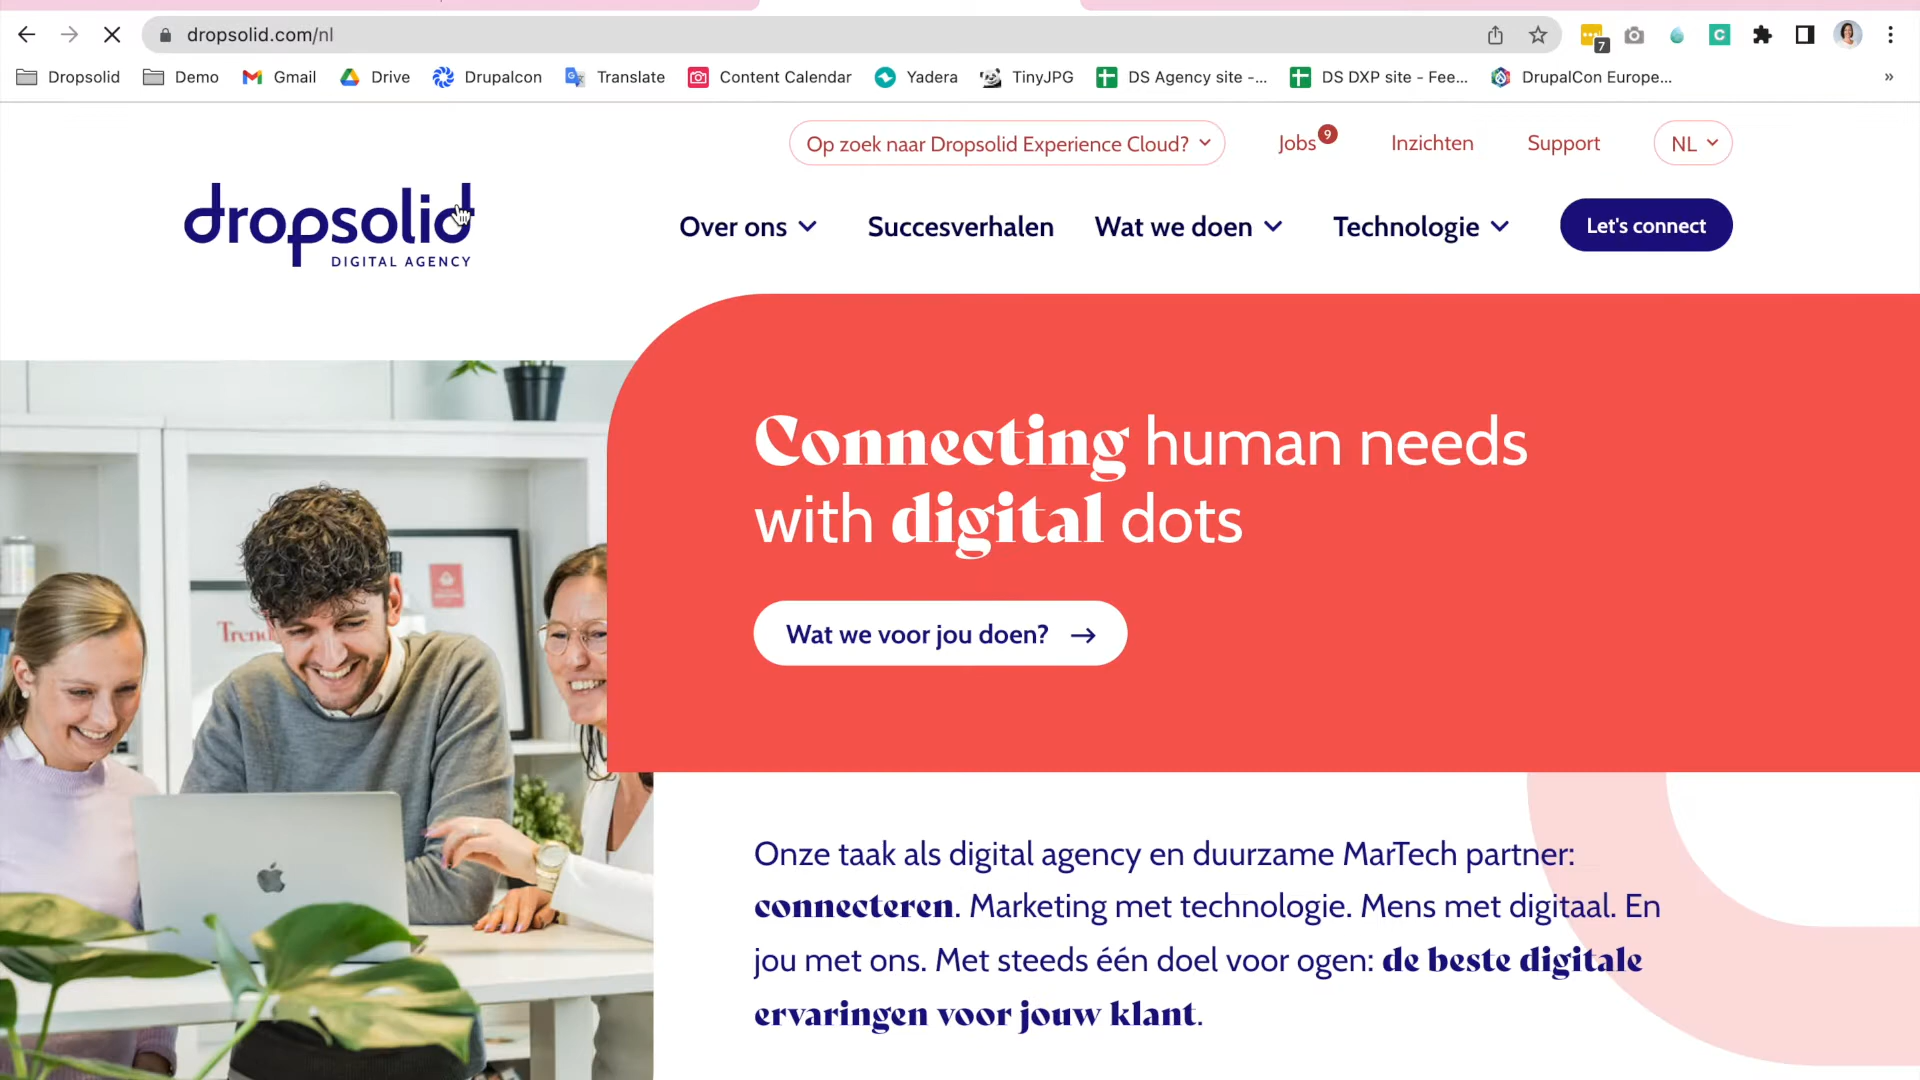 dropsolid.com/nl
7
Dropsolid
Demo
Gmail
Drive
Drupalcon
Translate
Content Calendar
Yadera
TinyJPG
DS Agency site -...
DS DXP site - Fee...
DrupalCon Europe...
»
Op zoek naar Dropsolid Experience Cloud?
Jobs 9
Inzichten
Support
NL
dropsolid
DIGITAL AGENCY
Over ons
Succesverhalen
Wat we doen
Technologie
Let's connect
Connecting human needs
with digital dots
Wat we voor jou doen? →
Onze taak als digital agency en duurzame MarTech partner:
connecteren. Marketing met technologie. Mens met digitaal. En
jou met ons. Met steeds één doel voor ogen: de beste digitale
ervaringen voor jouw klant.